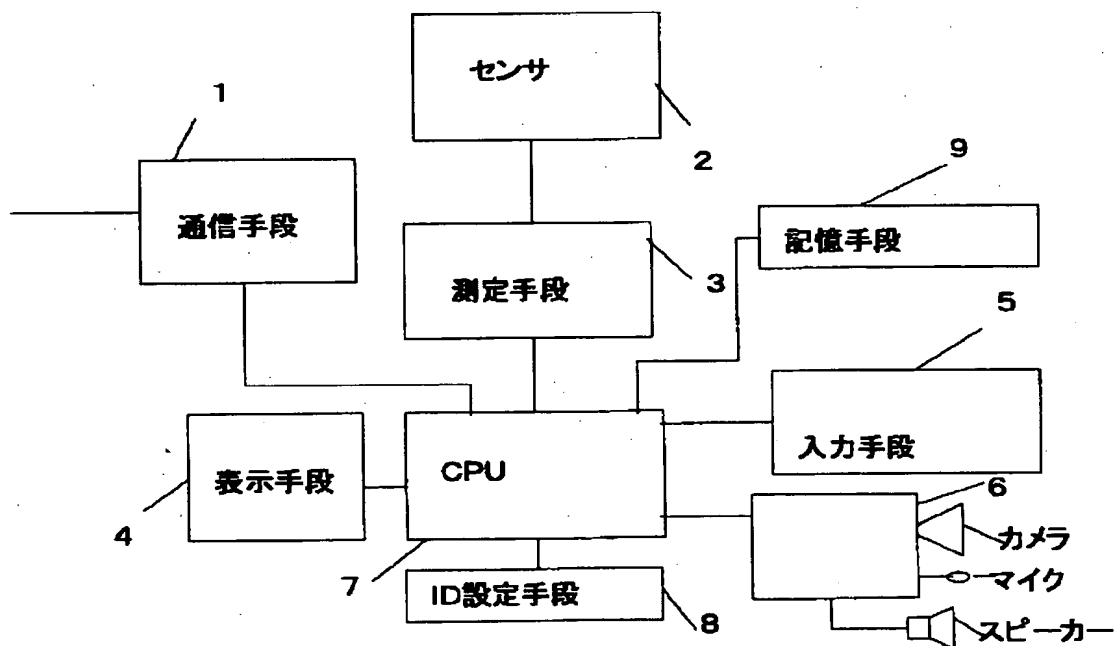 センサ
1
2
9
通信手段
記憶手段
測定手段
3
5
入力手段
CPU
表示手段
6
カメラ
4
7
マイク
ID設定手段
8
スピーカー